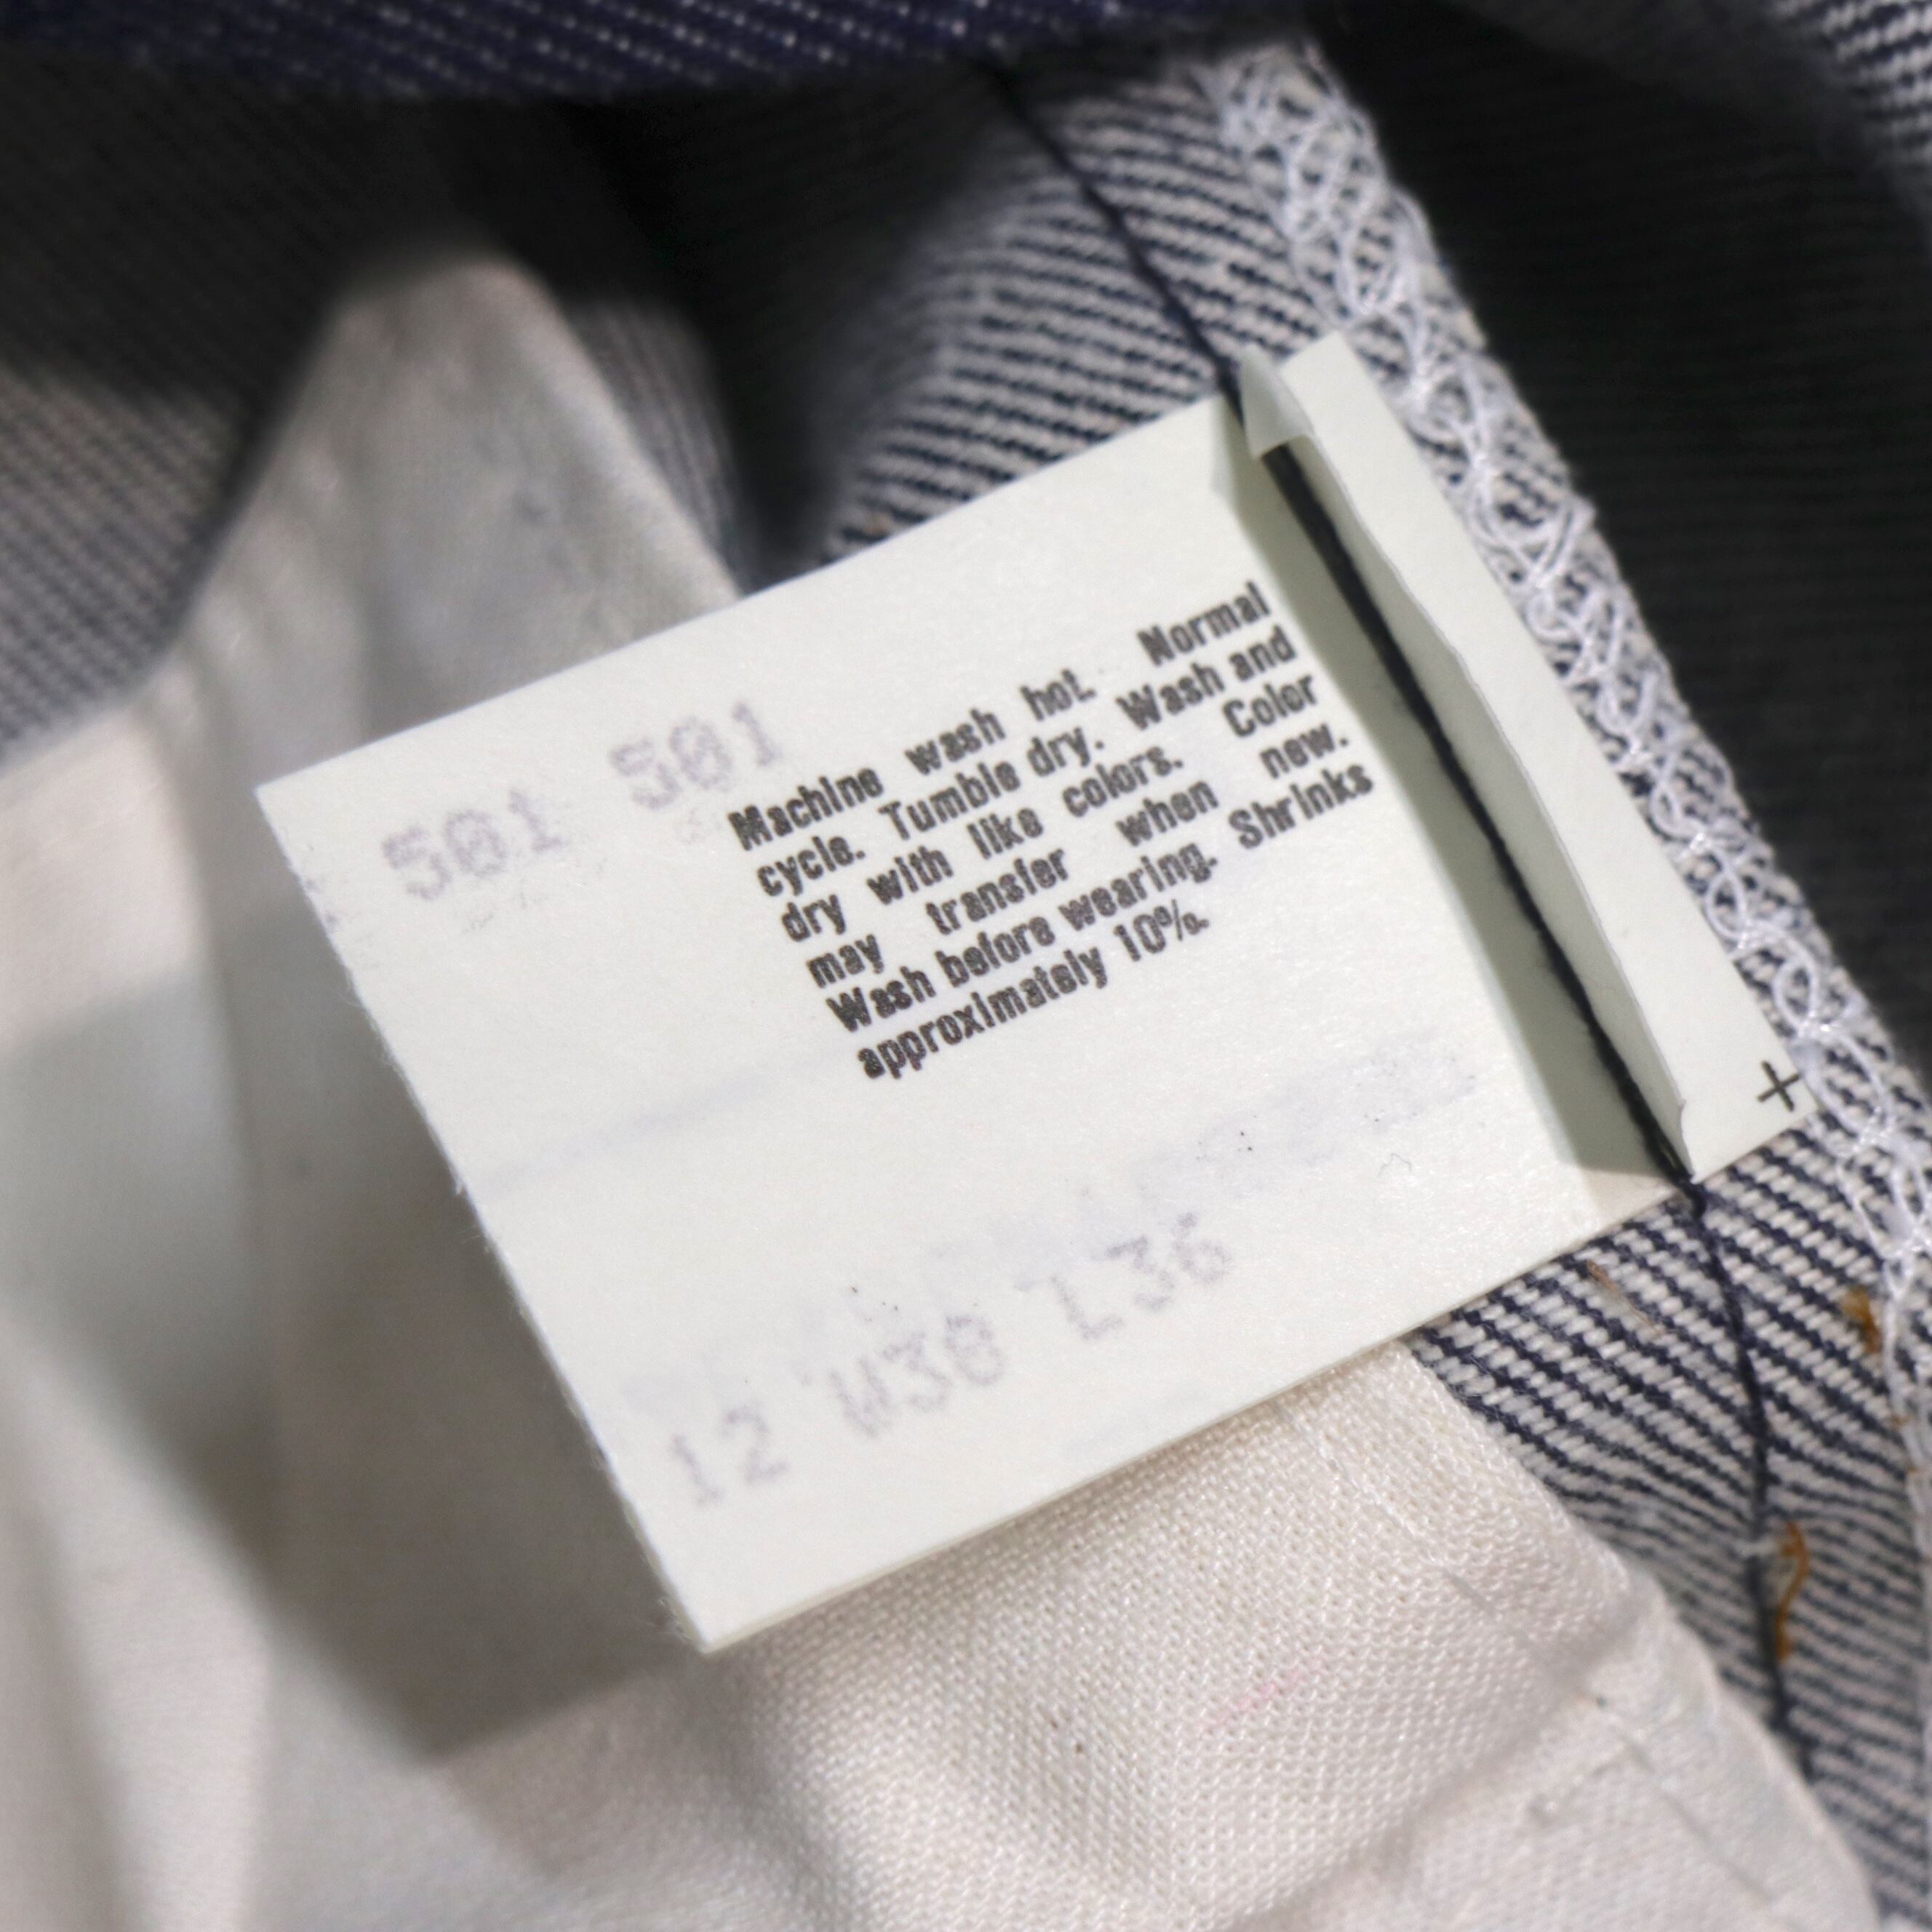 501 501
Machine wash hot. Normal
cycle. Tumble dry. Wash and
dry with like colors. Color
may transfer when new.
Wash before wearing. Shrinks
approximately 10%.
12 W30 L36
+